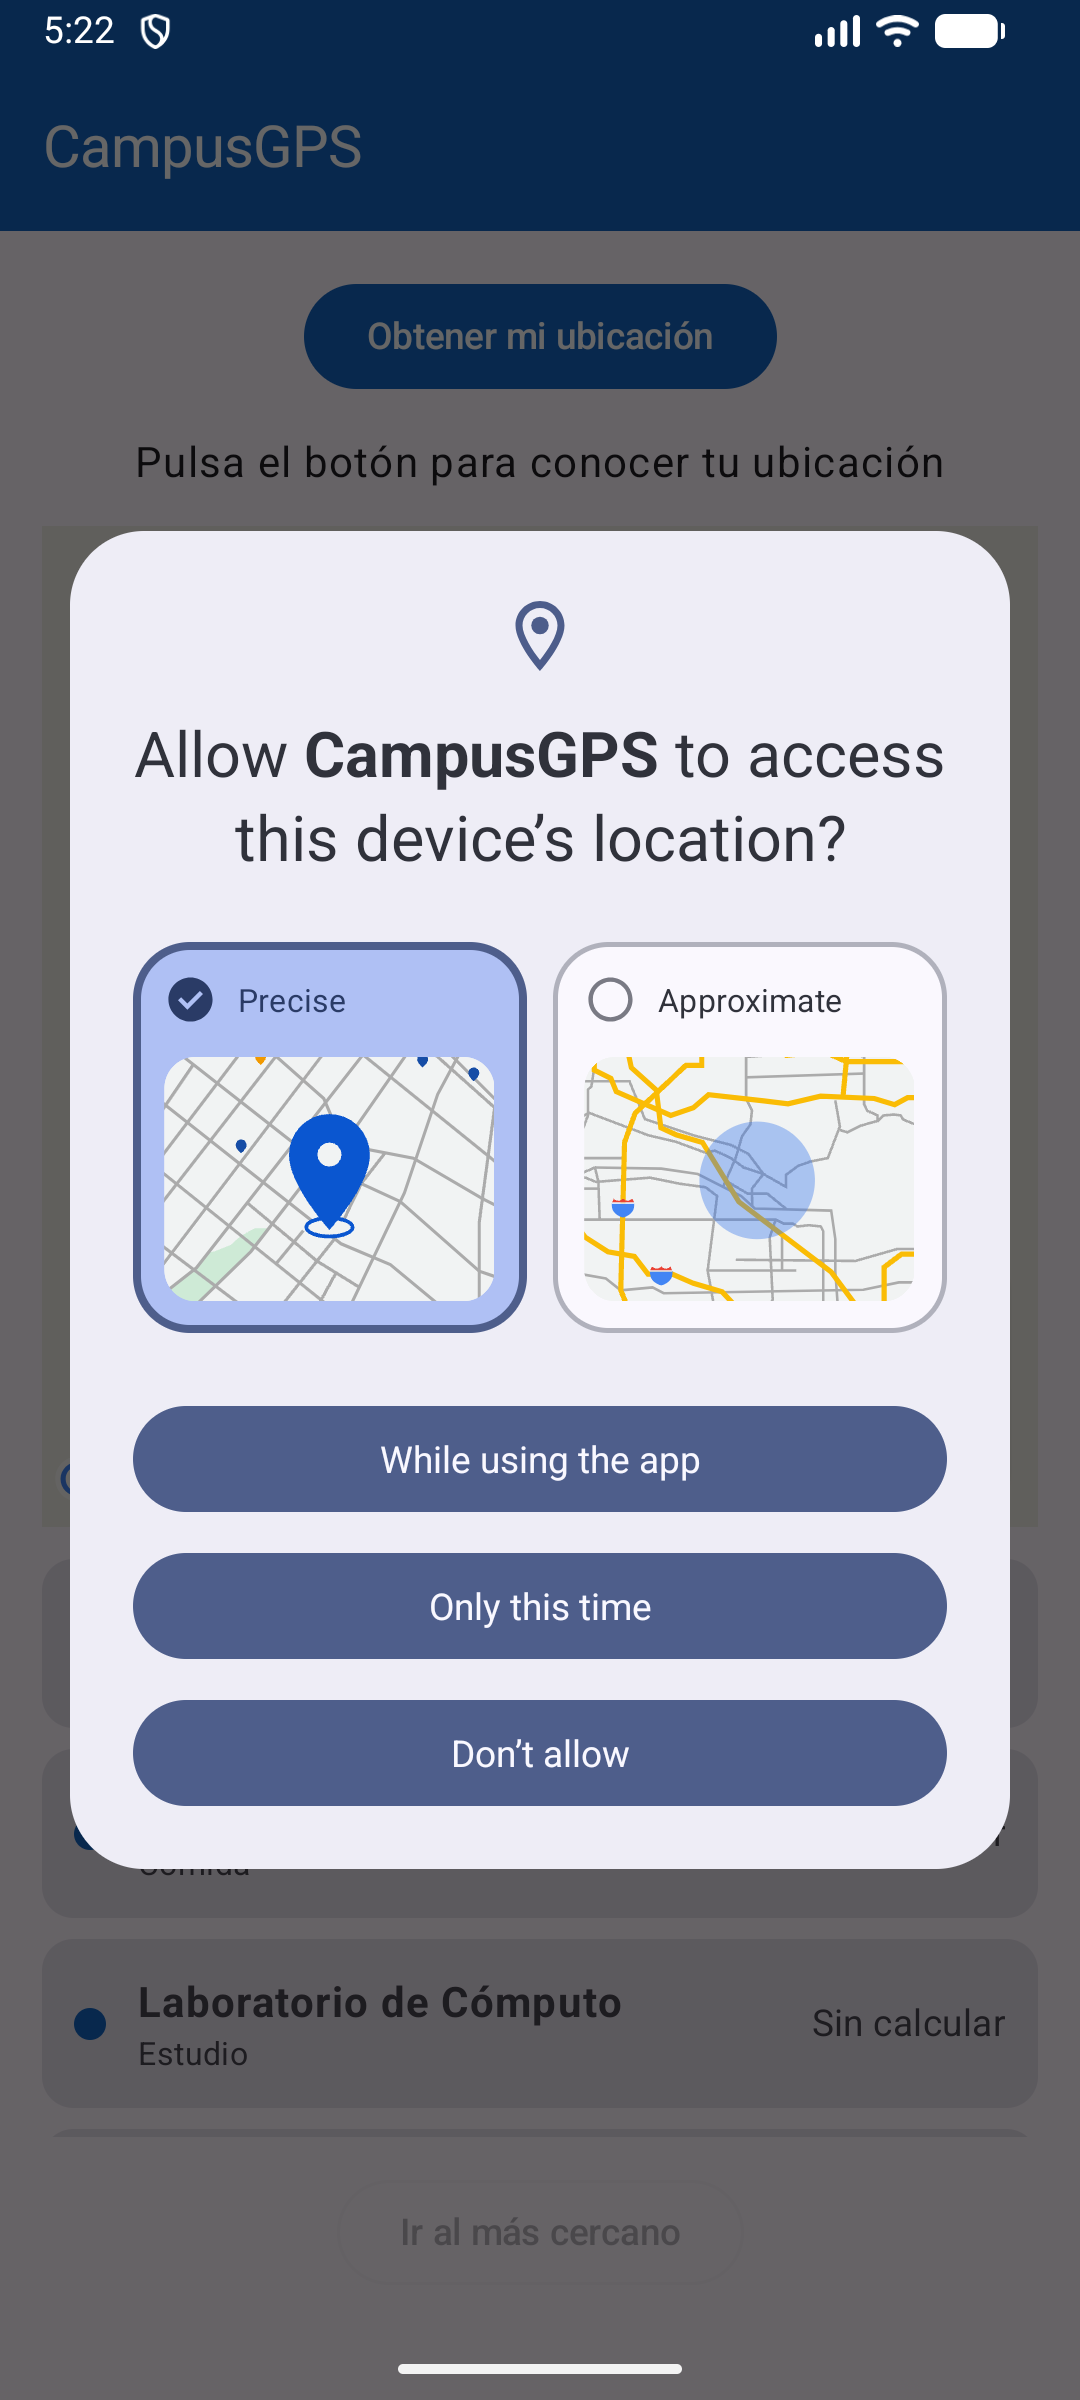 5:22
CampusGPS
Obtener mi ubicación
Pulsa el botón para conocer tu ubicación
Allow CampusGPS to access
this device’s location?
Precise
Approximate
While using the app
Only this time
Don’t allow
Comida
Laboratorio de Cómputo
Sin calcular
Estudio
Ir al más cercano